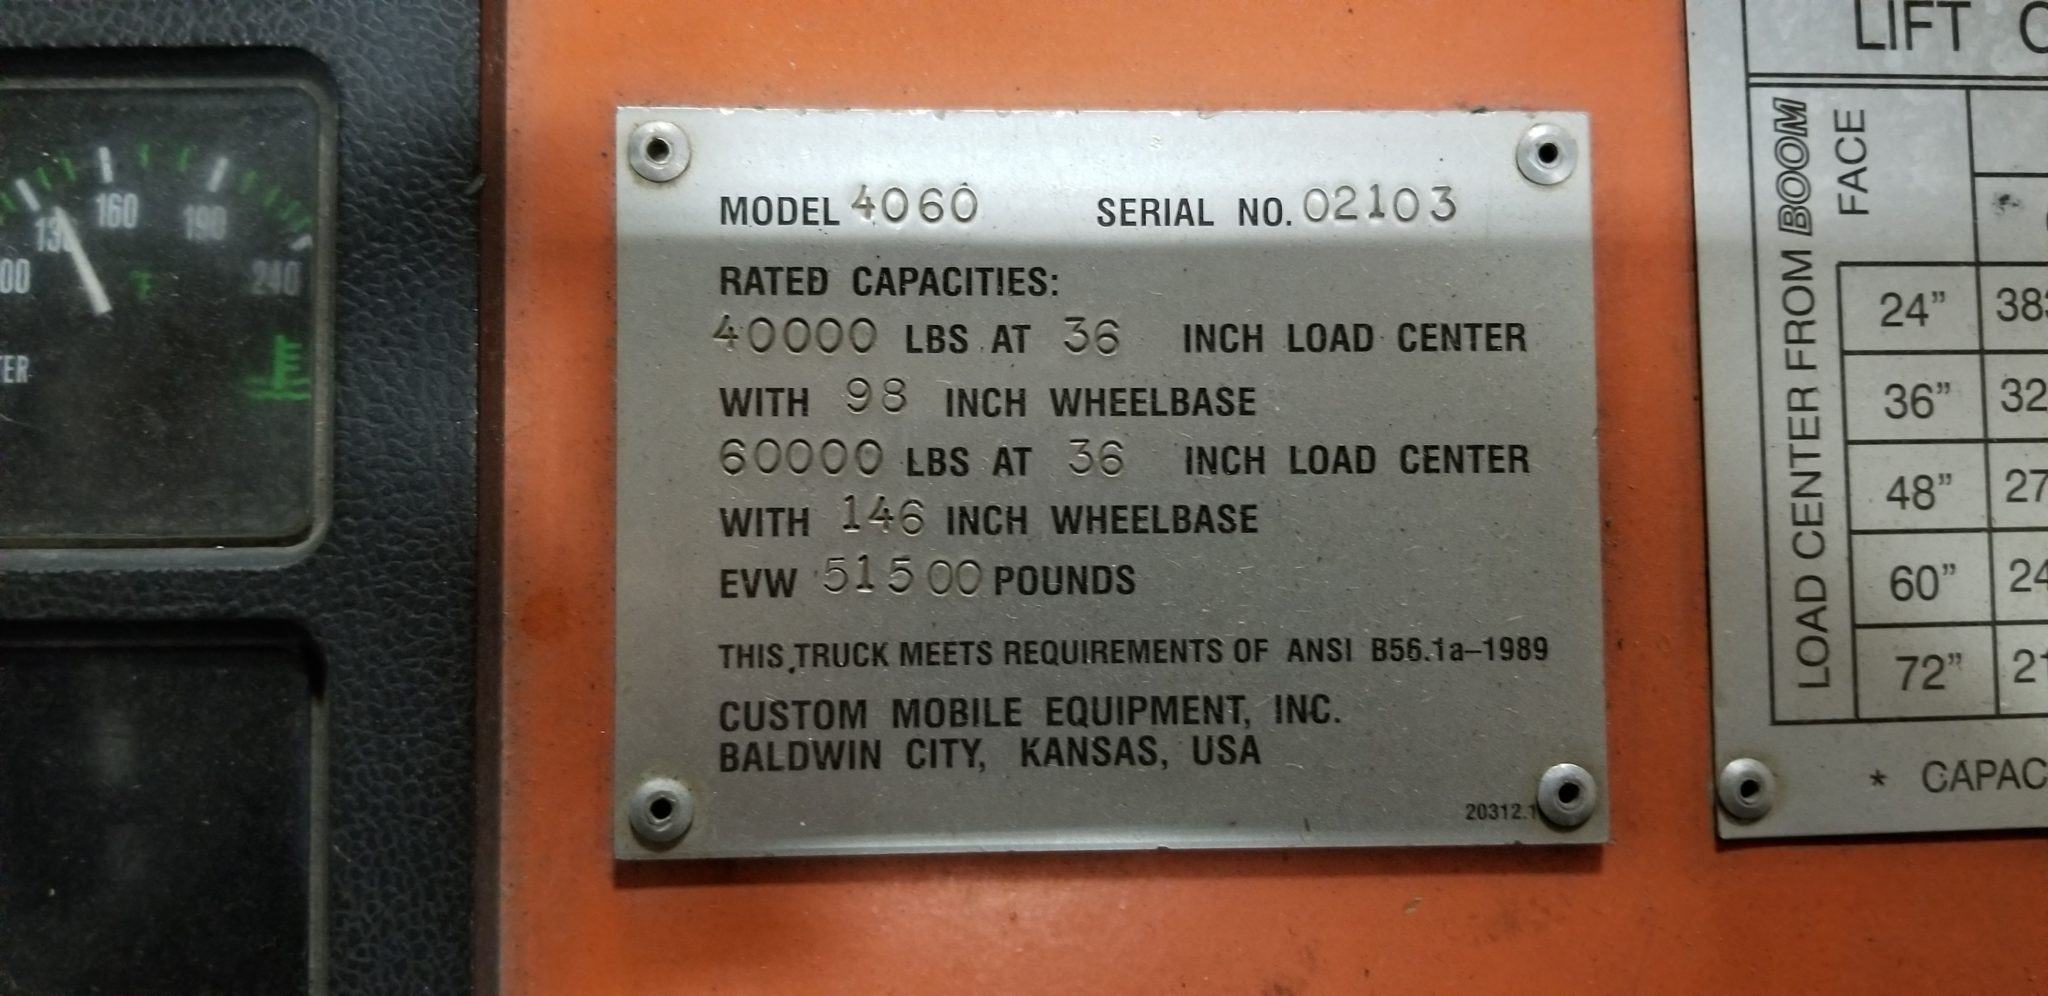 MODEL 4060 SERIAL NO. 02103
RATED CAPACITIES:
40000 LBS AT 36 INCH LOAD CENTER
WITH 98 INCH WHEELBASE
60000 LBS AT 36 INCH LOAD CENTER
WITH 146 INCH WHEELBASE
EVW 51500 POUNDS
THIS TRUCK MEETS REQUIREMENTS OF ANSI B56.1a–1989
CUSTOM MOBILE EQUIPMENT, INC.
BALDWIN CITY, KANSAS, USA
160
190
240
°F
LIFT
LOAD CENTER FROM BOOM
FACE
24”
36”
48”
60”
72”
*